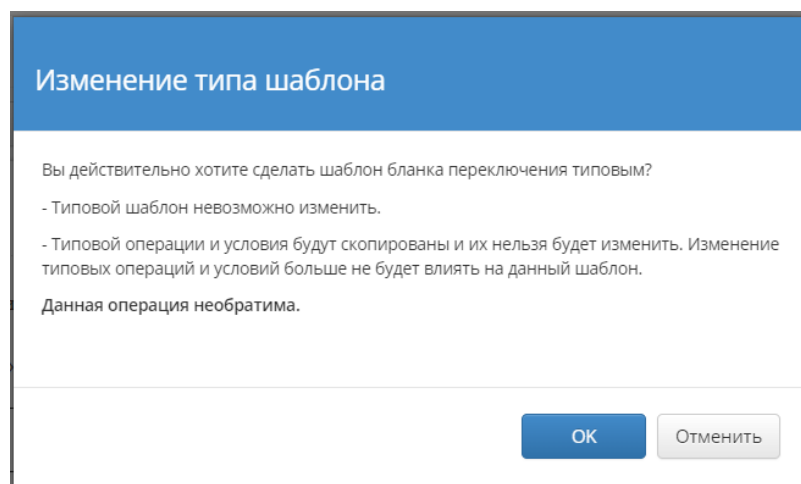 Изменение типа шаблона
Вы действительно хотите сделать шаблон бланка переключения типовым?
- Типовой шаблон невозможно изменить.
- Типовой операции и условия будут скопированы и их нельзя будет изменить. Изменение
типовых операций и условий больше не будет влиять на данный шаблон.
Данная операция необратима.
OK Отменить